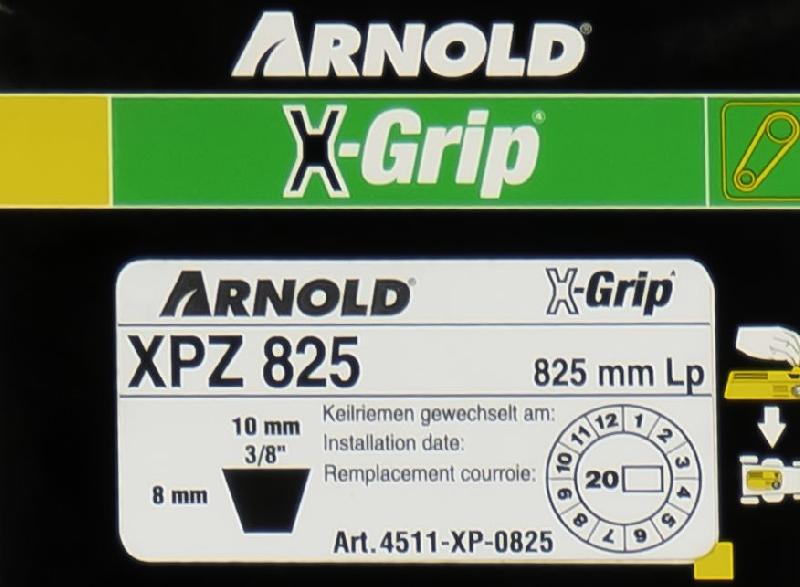 ARNOLD®
X-Grip®
ARNOLD®
X-Grip
XPZ 825
825 mm Lp
10 mm
3/8"
8 mm
Keilriemen gewechselt am:
Installation date:
Remplacement courroie:
1 2 3 4 5 6 7 8 9 10 11 12
20
Art. 4511-XP-0825